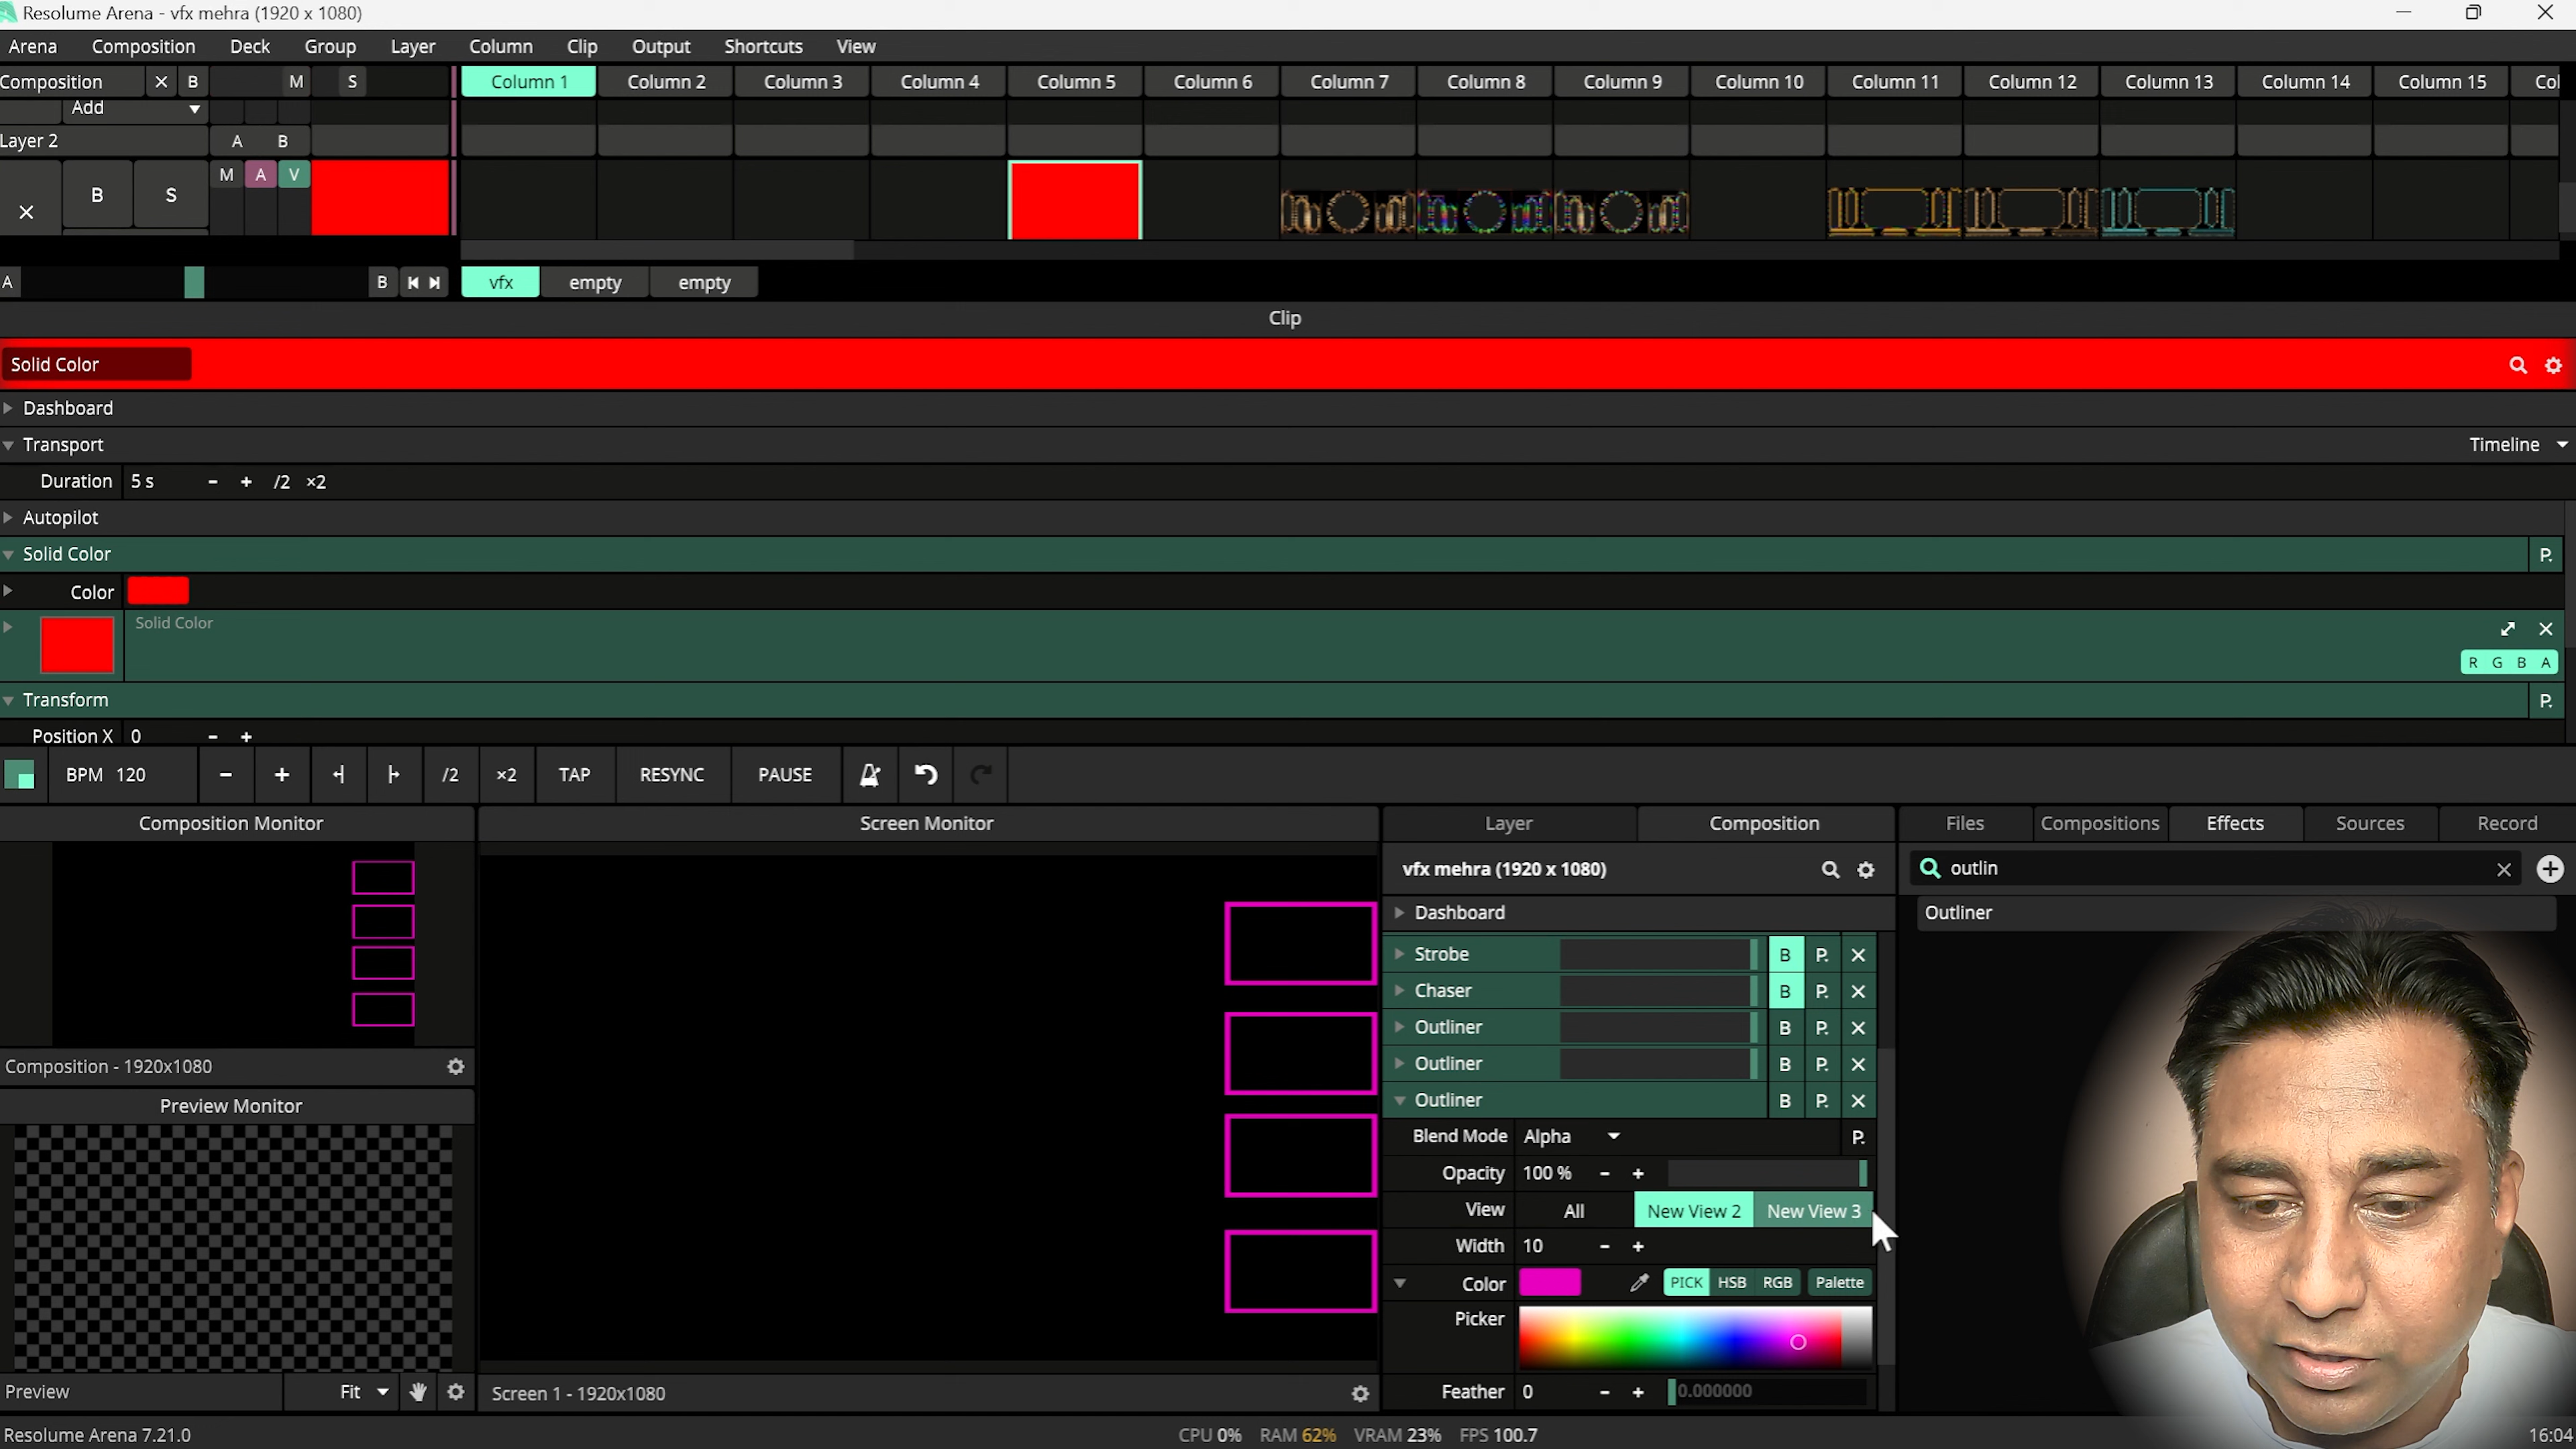 Resolume Arena - vfx mehra (1920 x 1080)
Arena Composition Deck Group Layer Column Clip Output Shortcuts View
Composition B M S Column 1 Column 2 Column 3 Column 4 Column 5 Column 6 Column 7 Column 8 Column 9 Column 10 Column 11 Column 12 Column 13 Column 14 Column 15 Col
Add
Layer 2 A B
B S M A V
A B vfx empty empty
Clip
Solid Color
Dashboard
Transport Timeline
Duration 5 s - + /2 ×2
Autopilot
Solid Color P.
Color
Solid Color
R G B A
Transform P.
Position X 0 - +
BPM 120 - + /2 ×2 TAP RESYNC PAUSE
Composition Monitor Screen Monitor Layer Composition Files Compositions Effects Sources Record
vfx mehra (1920 x 1080) outlin
Dashboard Outliner
Strobe B P.
Chaser B P.
Outliner B P.
Outliner B P.
Outliner B P.
Composition - 1920x1080
Preview Monitor
Blend Mode Alpha P.
Opacity 100 % - +
View All New View 2 New View 3
Width 10 - +
Color PICK HSB RGB Palette
Picker
Feather 0 - + 0.000000
Preview Fit Screen 1 - 1920x1080
Resolume Arena 7.21.0 CPU 0% RAM 62% VRAM 23% FPS 100.7 16:04